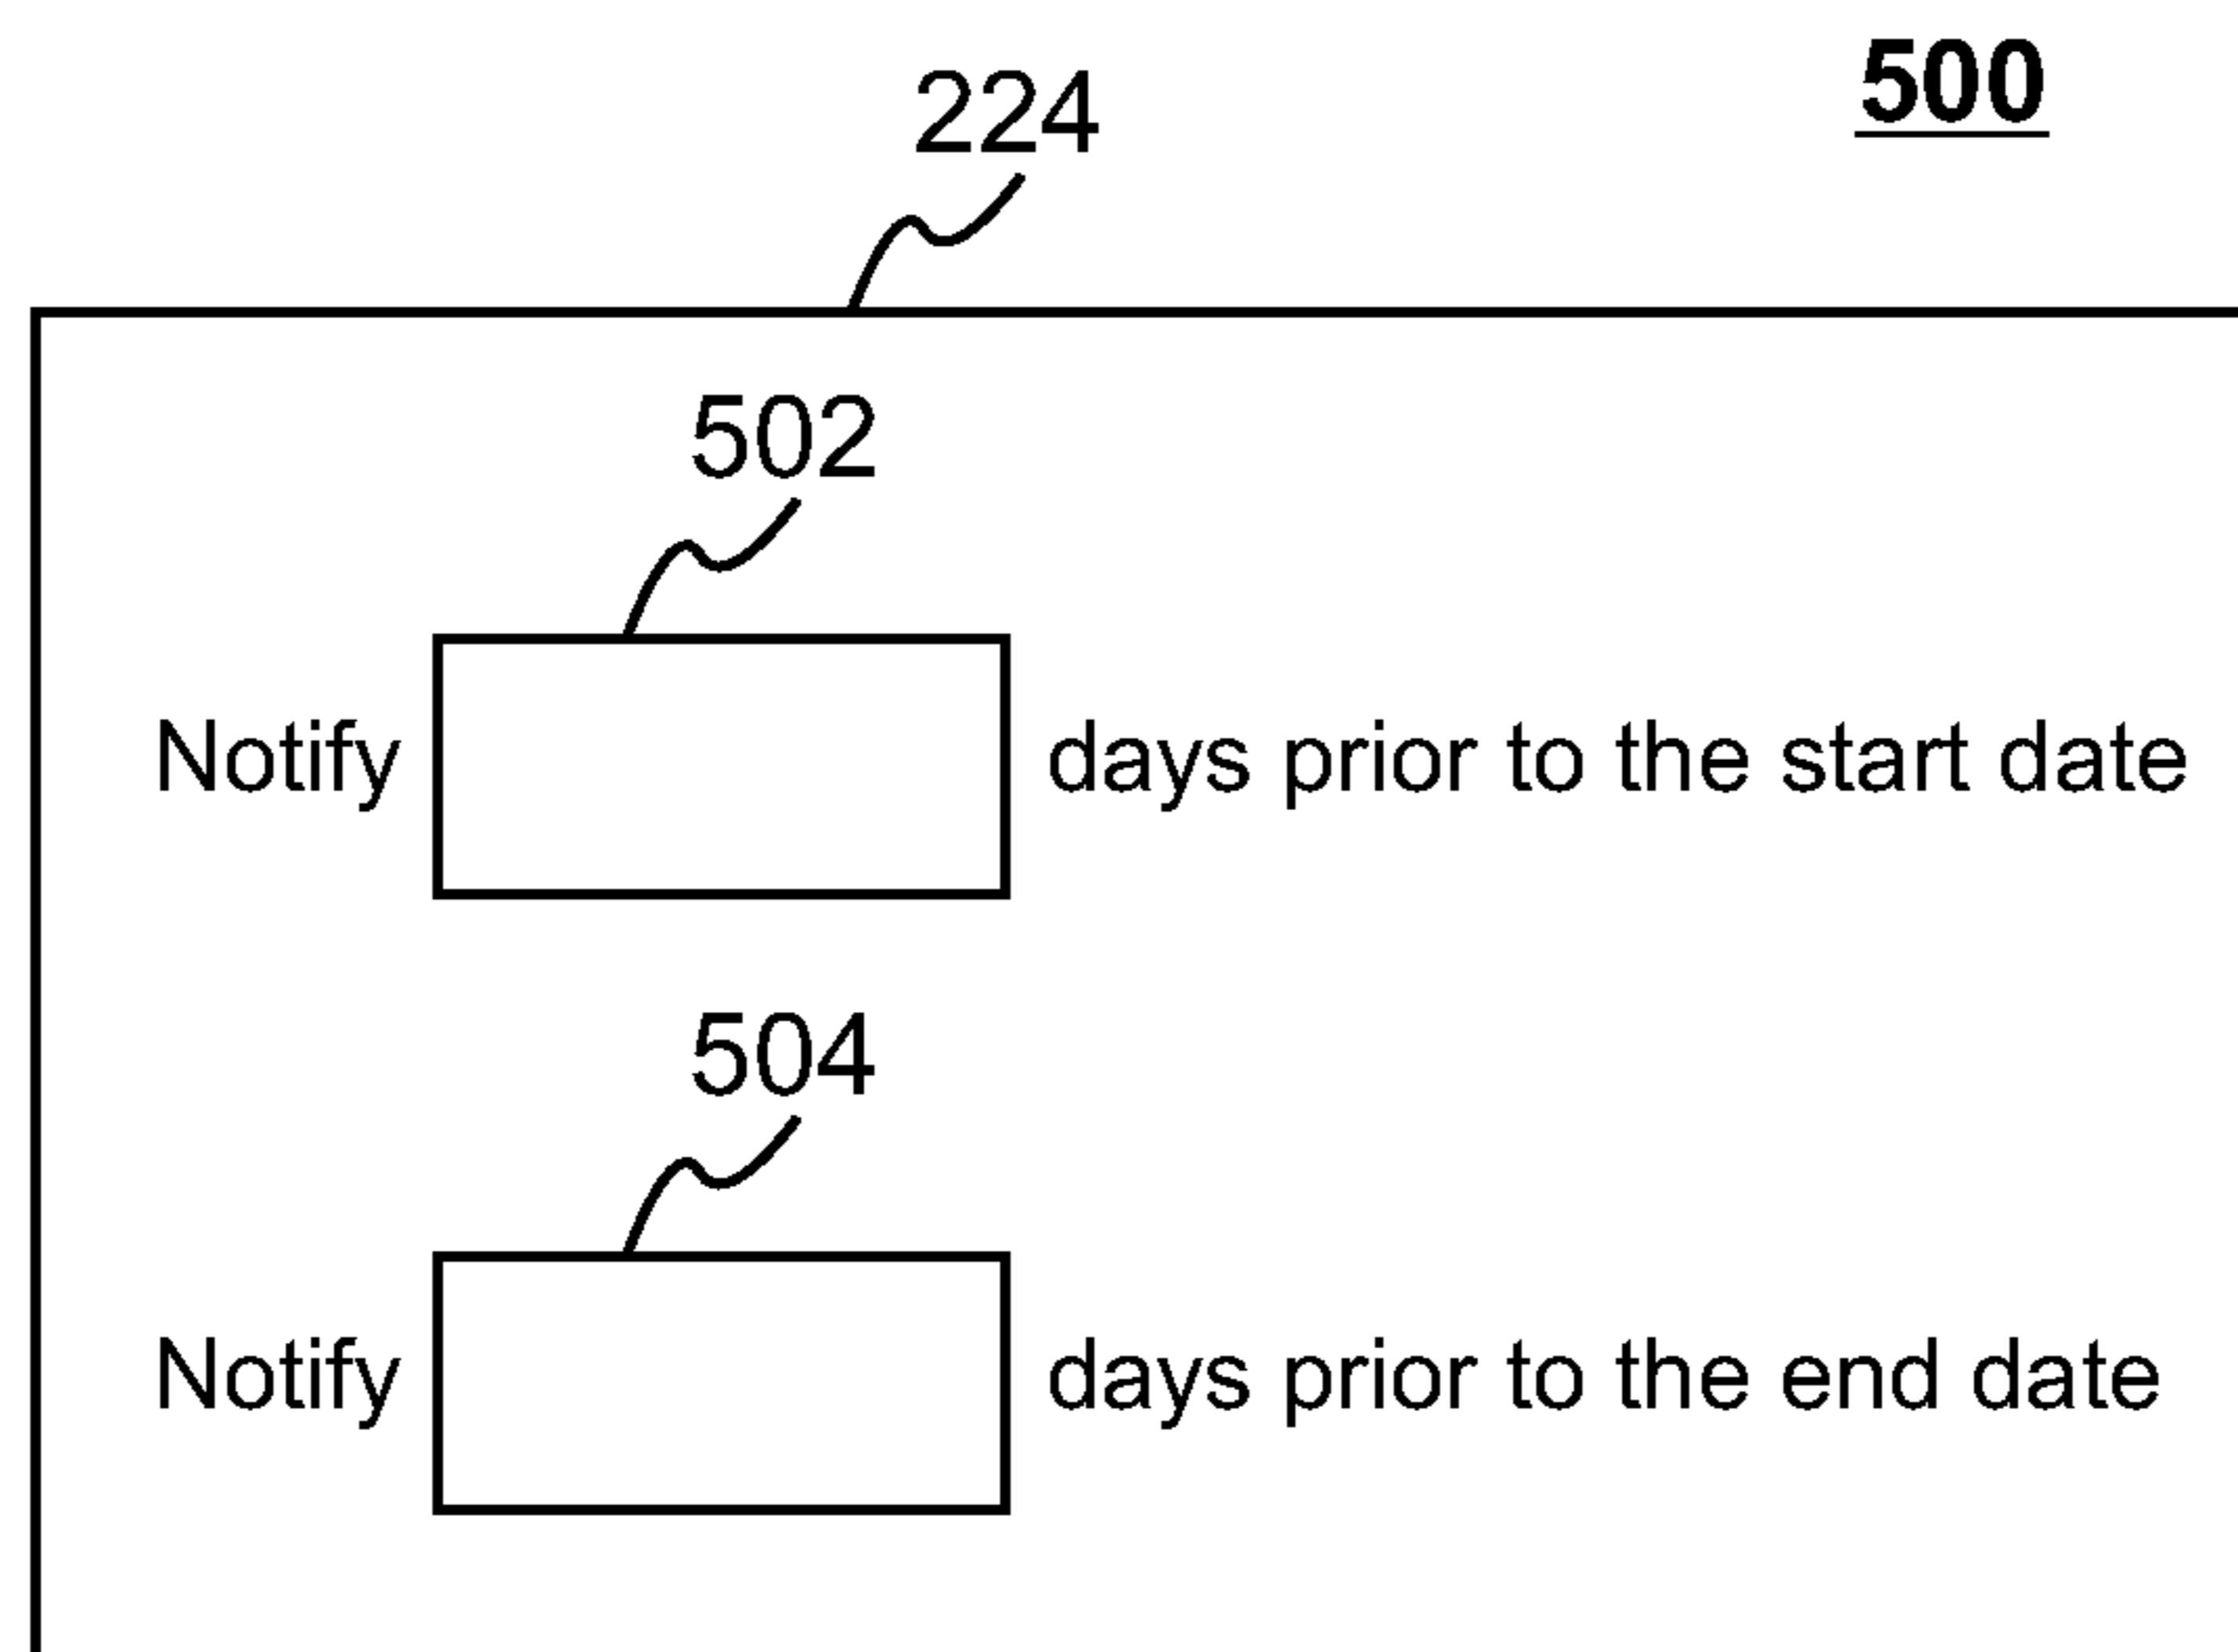 500
224
502
Notify days prior to the start date
504
Notify days prior to the end date